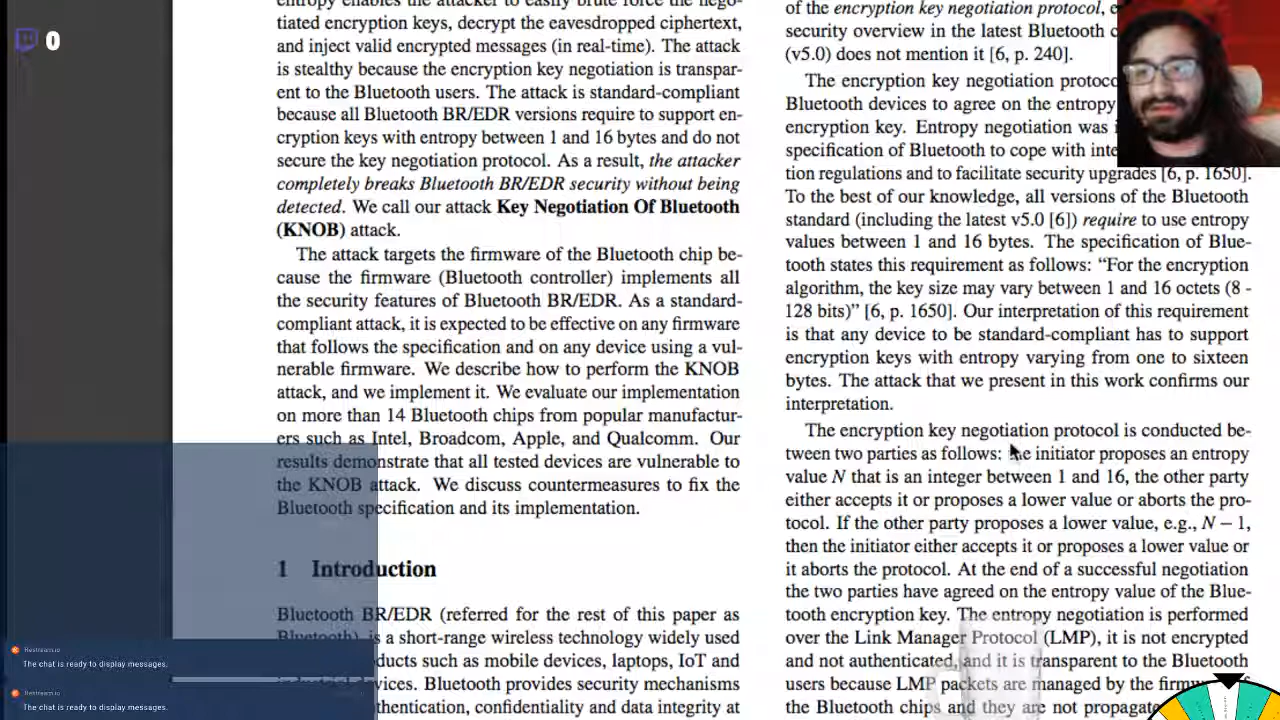 0
entropy enables the attacker to easily brute force the nego-
tiated encryption keys, decrypt the eavesdropped ciphertext,
and inject valid encrypted messages (in real-time). The attack
is stealthy because the encryption key negotiation is transpar-
ent to the Bluetooth users. The attack is standard-compliant
because all Bluetooth BR/EDR versions require to support en-
cryption keys with entropy between 1 and 16 bytes and do not
secure the key negotiation protocol. As a result, the attacker
completely breaks Bluetooth BR/EDR security without being
detected. We call our attack Key Negotiation Of Bluetooth
(KNOB) attack.
The attack targets the firmware of the Bluetooth chip be-
cause the firmware (Bluetooth controller) implements all
the security features of Bluetooth BR/EDR. As a standard-
compliant attack, it is expected to be effective on any firmware
that follows the specification and on any device using a vul-
nerable firmware. We describe how to perform the KNOB
attack, and we implement it. We evaluate our implementation
on more than 14 Bluetooth chips from popular manufactur-
ers such as Intel, Broadcom, Apple, and Qualcomm. Our
results demonstrate that all tested devices are vulnerable to
the KNOB attack. We discuss countermeasures to fix the
Bluetooth specification and its implementation.
1 Introduction
Bluetooth BR/EDR (referred for the rest of this paper as
Bluetooth), is a short-range wireless technology widely used
ducts such as mobile devices, laptops, IoT and
vices. Bluetooth provides security mechanisms
thentication, confidentiality and data integrity at
of the encryption key negotiation protocol, e
security overview in the latest Bluetooth c
(v5.0) does not mention it [6, p. 240].
The encryption key negotiation protoco
Bluetooth devices to agree on the entropy
encryption key. Entropy negotiation was i
specification of Bluetooth to cope with inte
tion regulations and to facilitate security upgrades [6, p. 1650].
To the best of our knowledge, all versions of the Bluetooth
standard (including the latest v5.0 [6]) require to use entropy
values between 1 and 16 bytes. The specification of Blue-
tooth states this requirement as follows: “For the encryption
algorithm, the key size may vary between 1 and 16 octets (8 -
128 bits)” [6, p. 1650]. Our interpretation of this requirement
is that any device to be standard-compliant has to support
encryption keys with entropy varying from one to sixteen
bytes. The attack that we present in this work confirms our
interpretation.
The encryption key negotiation protocol is conducted be-
tween two parties as follows: the initiator proposes an entropy
value N that is an integer between 1 and 16, the other party
either accepts it or proposes a lower value or aborts the pro-
tocol. If the other party proposes a lower value, e.g., N − 1,
then the initiator either accepts it or proposes a lower value or
it aborts the protocol. At the end of a successful negotiation
the two parties have agreed on the entropy value of the Blue-
tooth encryption key. The entropy negotiation is performed
over the Link Manager Protocol (LMP), it is not encrypted
and not authenticated, and it is transparent to the Bluetooth
users because LMP packets are managed by the firmw
the Bluetooth chips and they are not propagate
Restream.io
The chat is ready to display messages.
Restream.io
The chat is ready to display messages.